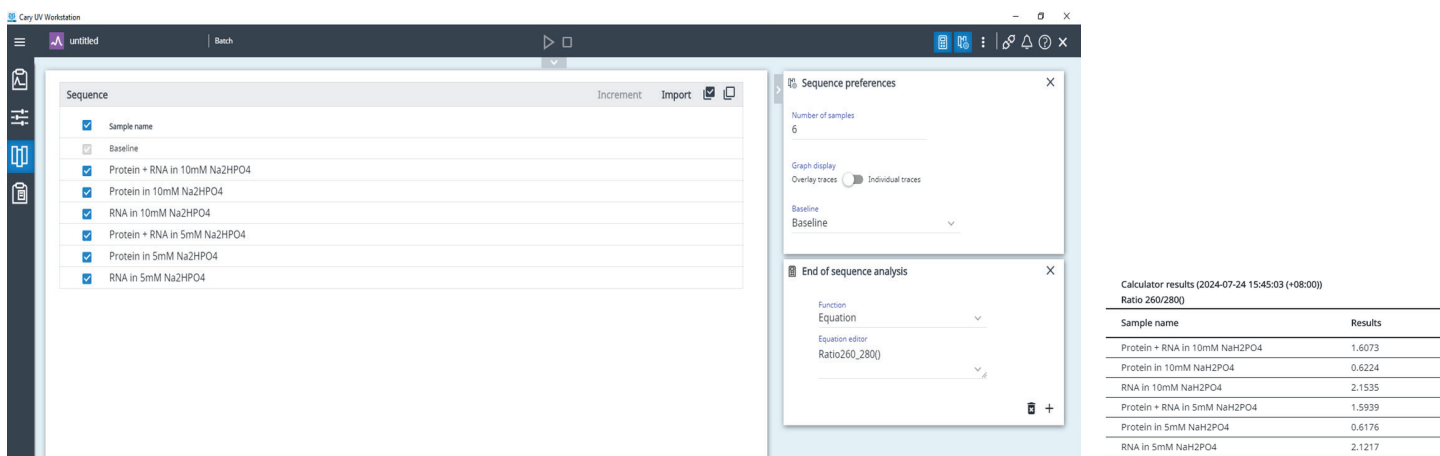 Cary UV Workstation
untitled
Batch
Sequence
Increment
Import
Sample name
Baseline
Protein + RNA in 10mM Na2HPO4
Protein in 10mM Na2HPO4
RNA in 10mM Na2HPO4
Protein + RNA in 5mM Na2HPO4
Protein in 5mM Na2HPO4
RNA in 5mM Na2HPO4
Sequence preferences
Number of samples
6
Graph display
Overlay traces
Individual traces
Baseline
Baseline
End of sequence analysis
Function
Equation
Equation editor
Ratio260_280()
Calculator results (2024-07-24 15:45:03 (+08:00))
Ratio 260/280()
Sample name Results
Protein + RNA in 10mM NaH2PO4 1.6073
Protein in 10mM NaH2PO4 0.6224
RNA in 10mM NaH2PO4 2.1535
Protein + RNA in 5mM NaH2PO4 1.5939
Protein in 5mM NaH2PO4 0.6176
RNA in 5mM NaH2PO4 2.1217